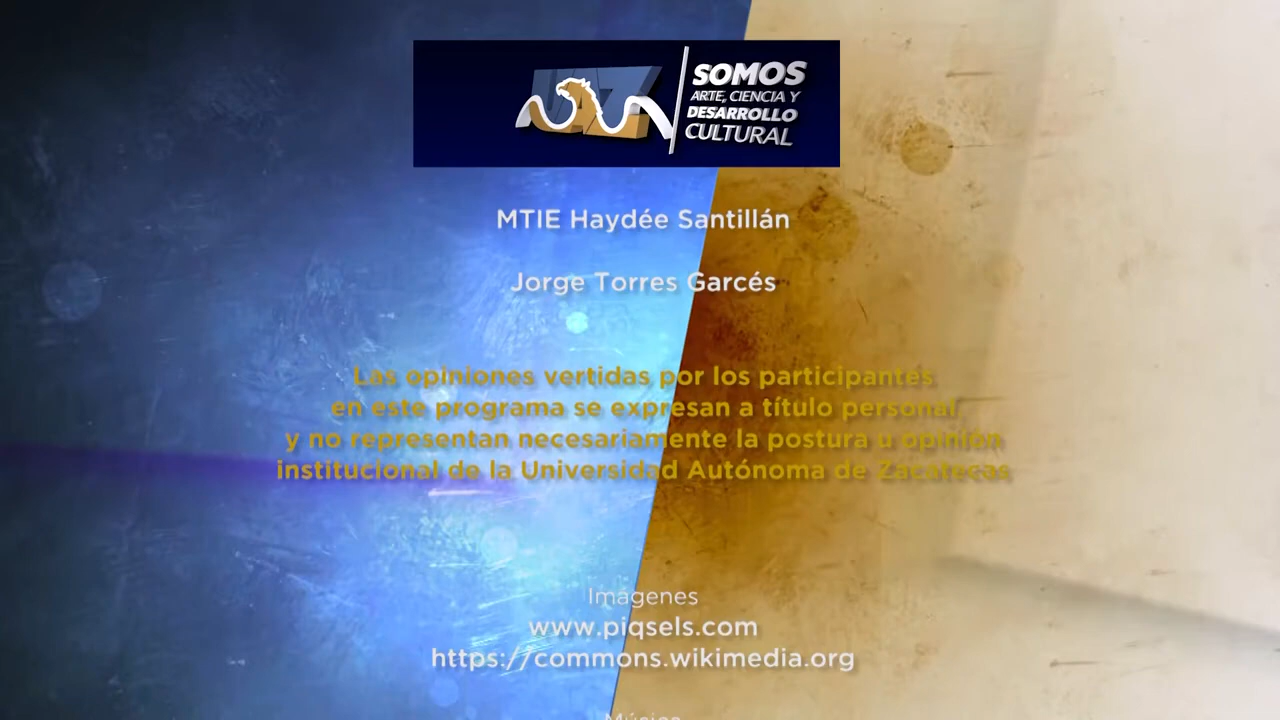 UAZ
SOMOS
ARTE, CIENCIA Y
DESARROLLO
CULTURAL
MTIE Haydée Santillán
Jorge Torres Garcés
Las opiniones vertidas por los participantes
en este programa se expresan a título personal
y no representan necesariamente la postura u opinión
institucional de la Universidad Autónoma de Zacatecas
Imágenes
www.piqsels.com
https://commons.wikimedia.org
Música